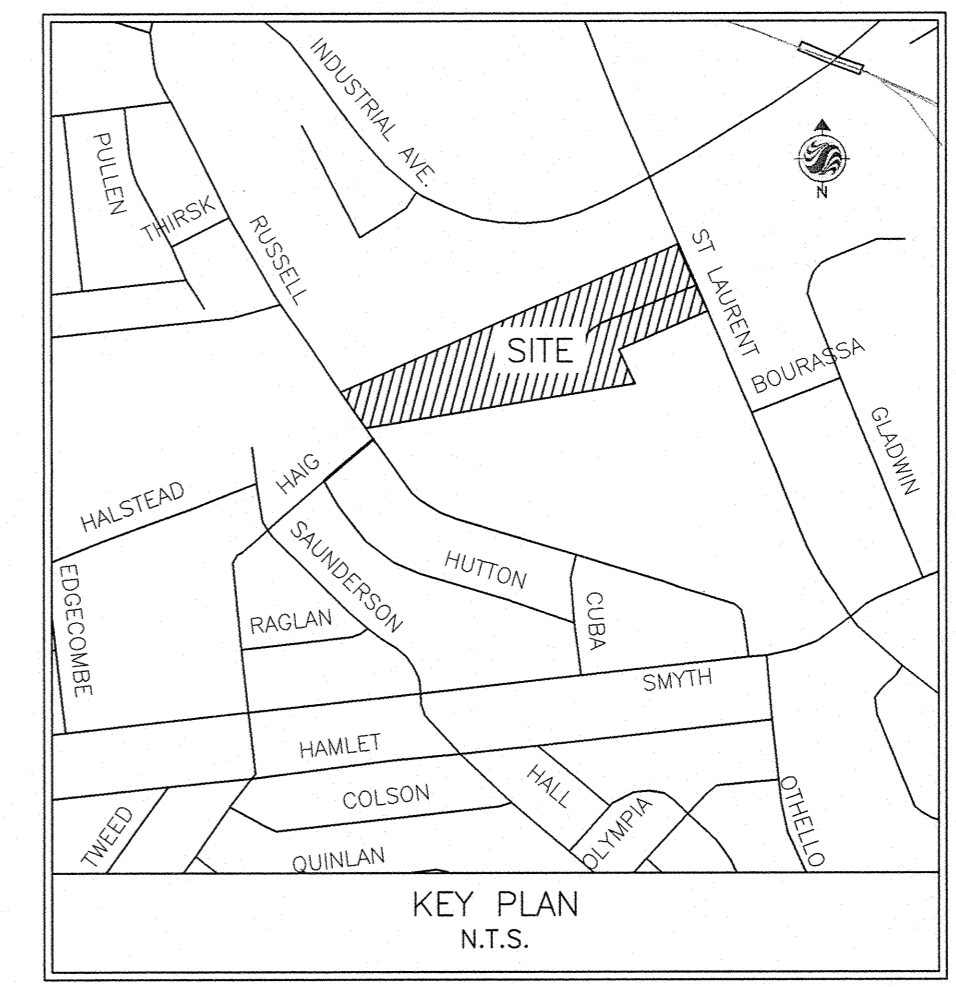 INDUSTRIAL AVE.
PULLEN
THIRSK
RUSSELL
N
ST LAURENT
SITE
BOURASSA
GLADWIN
HALSTEAD
HAIG
SAUNDERSON
HUTTON
EDGECOMBE
RAGLAN
CUBA
SMYTH
HAMLET
HALL
COLSON
OLYMPIA
OTHELLO
TWEED
QUINLAN
KEY PLAN
N.T.S.